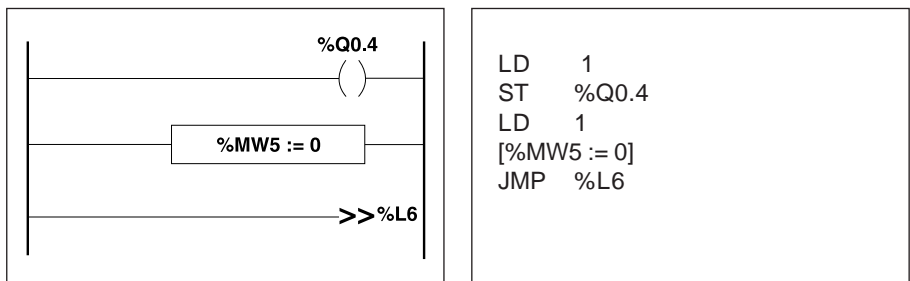 %Q0.4
( )
%MW5 := 0
>>%L6
LD 1
ST %Q0.4
LD 1
[%MW5 := 0]
JMP %L6